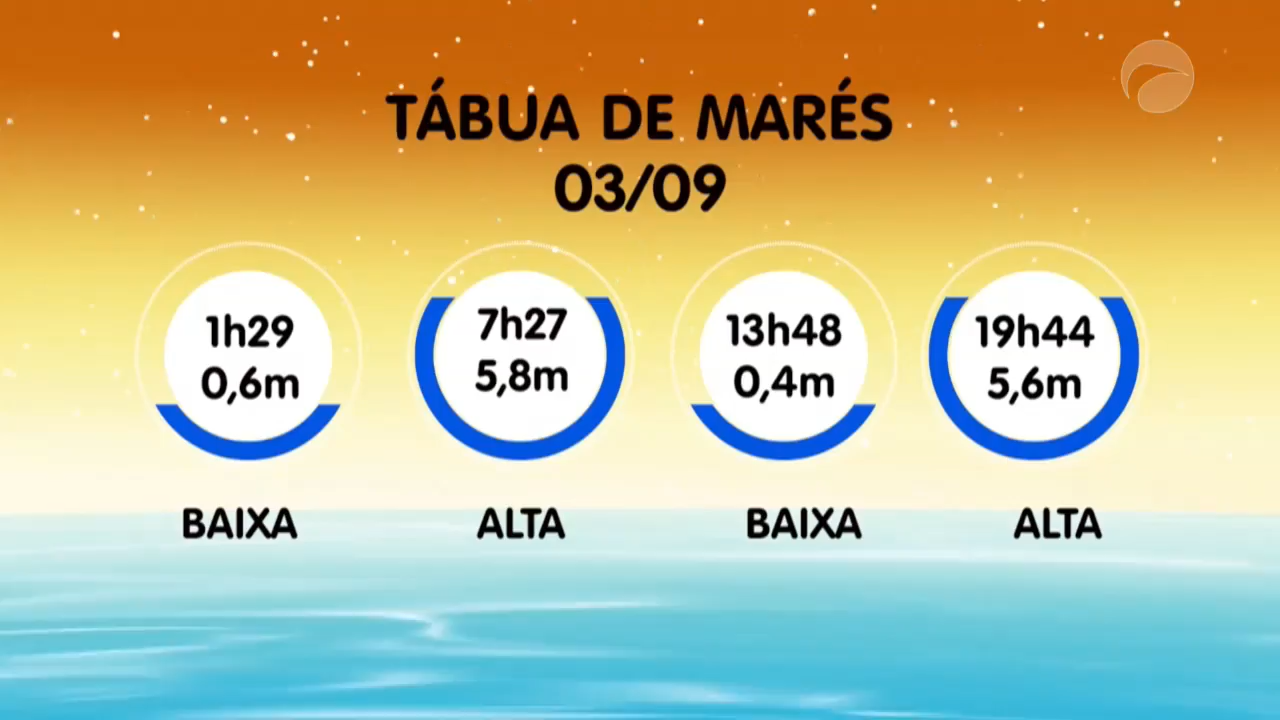 TÁBUA DE MARÉS
03/09
1h29
0,6m
BAIXA
7h27
5,8m
ALTA
13h48
0,4m
BAIXA
19h44
5,6m
ALTA